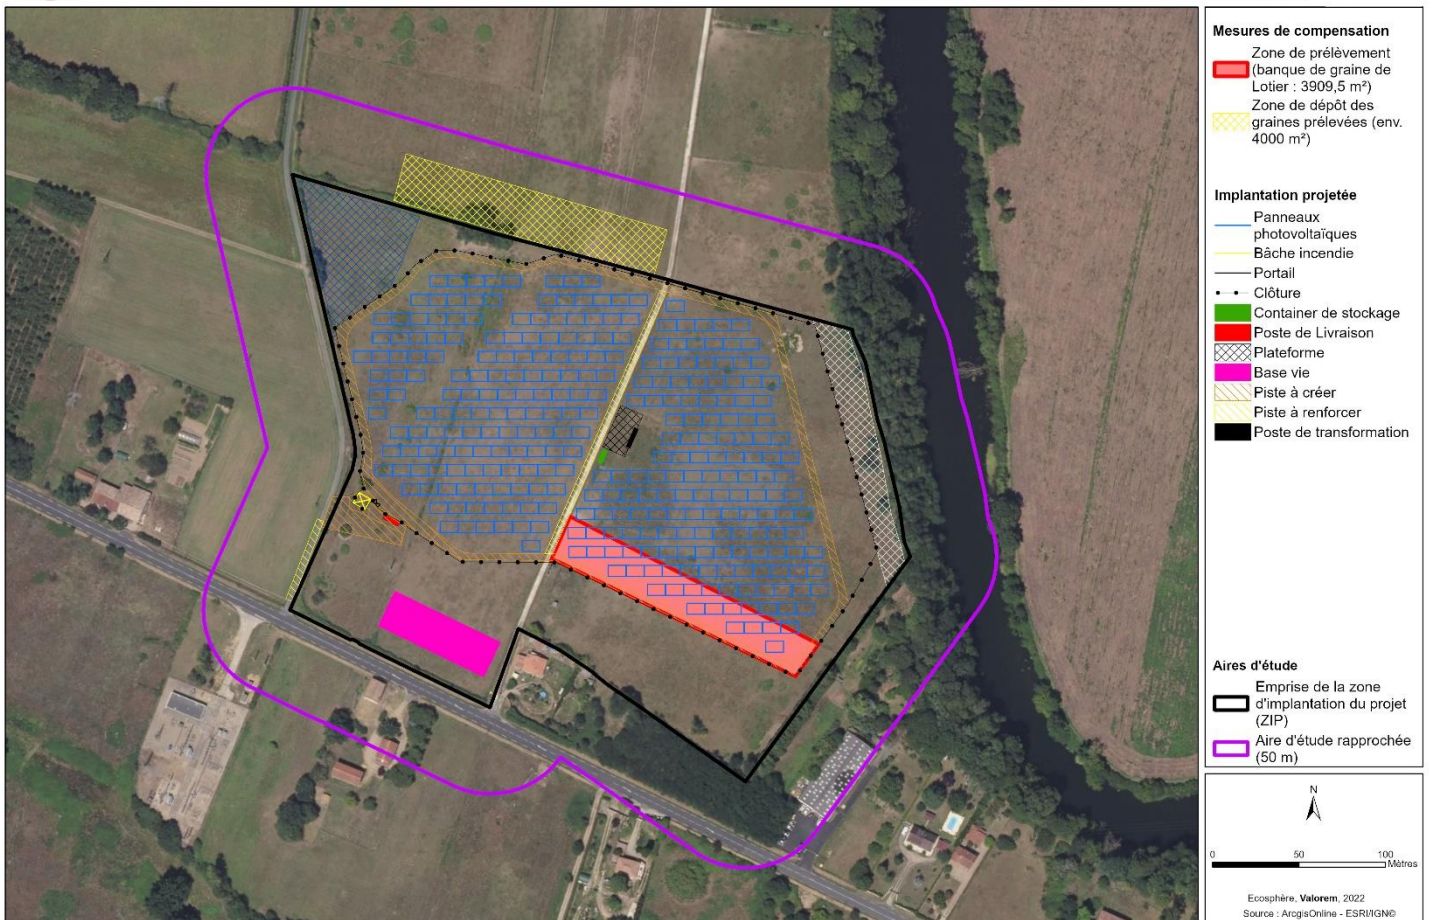 Mesures de compensation
Zone de prélèvement
(banque de graine de
Lotier : 3909,5 m²)
Zone de dépôt des
graines prélevées (env.
4000 m²)
Implantation projetée
Panneaux
photovoltaïques
Bâche incendie
Portail
Clôture
Container de stockage
Poste de Livraison
Plateforme
Base vie
Piste à créer
Piste à renforcer
Poste de transformation
Aires d'étude
Emprise de la zone
d'implantation du projet
(ZIP)
Aire d'étude rapprochée
(50 m)
N
0 50 100
Mètres
Ecosphère, Valorem, 2022
Source : ArcgisOnline - ESRI/IGN©